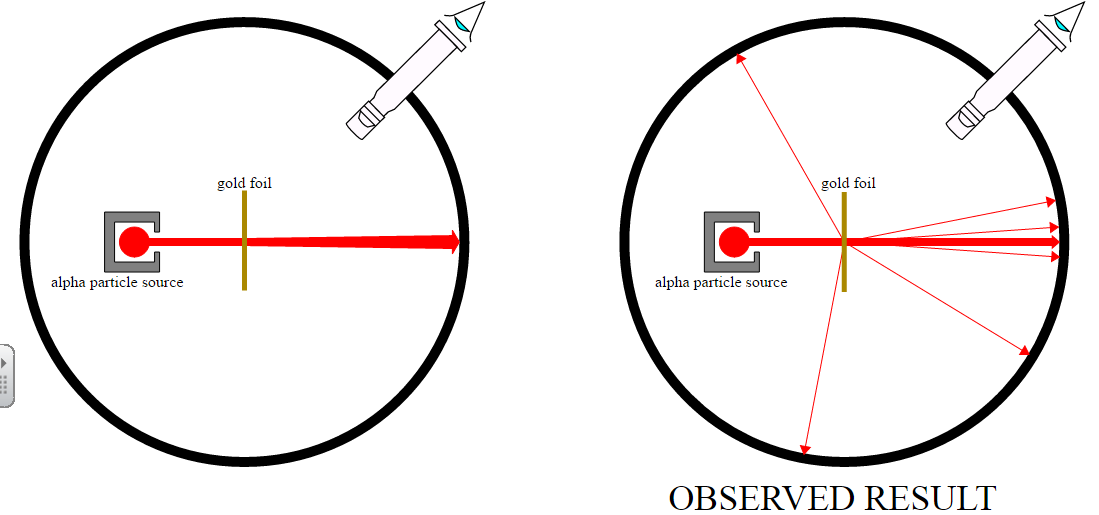 gold foil
alpha particle source
gold foil
alpha particle source
OBSERVED RESULT